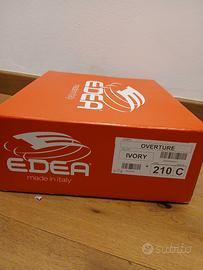 EDEA
EDEA
made in italy
OVERTURE
IVORY
210 C
subito